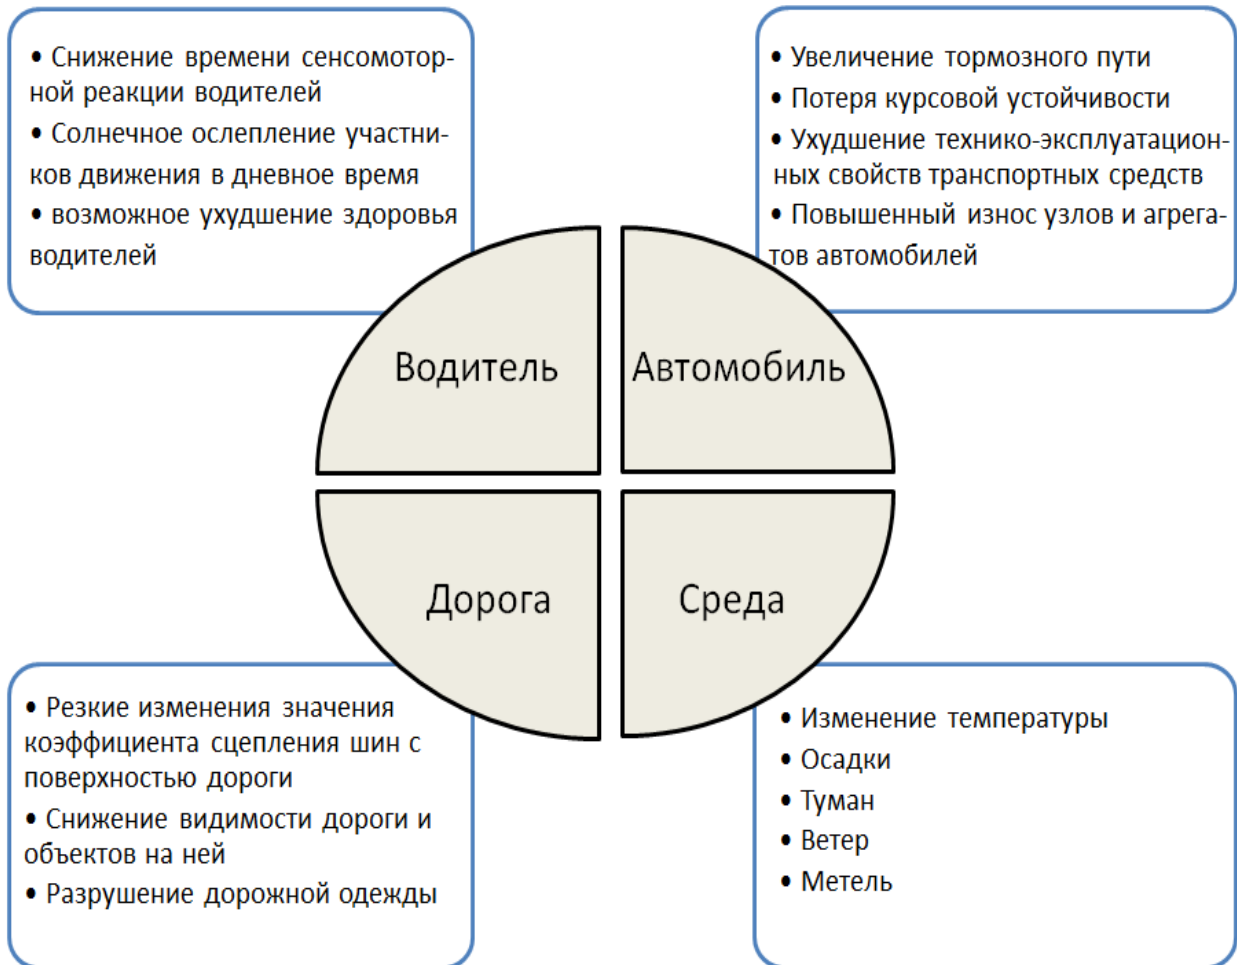 • Снижение времени сенсомотор-
ной реакции водителей
• Солнечное ослепление участни-
ков движения в дневное время
• возможное ухудшение здоровья
водителей
• Увеличение тормозного пути
• Потеря курсовой устойчивости
• Ухудшение технико-эксплуатацион-
ных свойств транспортных средств
• Повышенный износ узлов и агрега-
тов автомобилей
Водитель
Автомобиль
Дорога
Среда
• Резкие изменения значения
коэффициента сцепления шин с
поверхностью дороги
• Снижение видимости дороги и
объектов на ней
• Разрушение дорожной одежды
• Изменение температуры
• Осадки
• Туман
• Ветер
• Метель